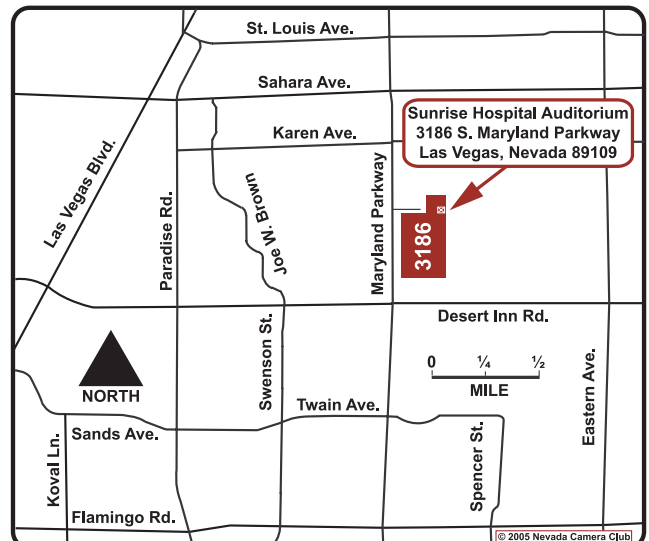 St. Louis Ave.
Sahara Ave.
Karen Ave.
Sunrise Hospital Auditorium
3186 S. Maryland Parkway
Las Vegas, Nevada 89109
Las Vegas Blvd.
Paradise Rd.
Joe W. Brown
Maryland Parkway
3186
Desert Inn Rd.
NORTH
Swenson St.
0 ¼ ½
MILE
Eastern Ave.
Twain Ave.
Sands Ave.
Koval Ln.
Spencer St.
Flamingo Rd.
© 2005 Nevada Camera Club